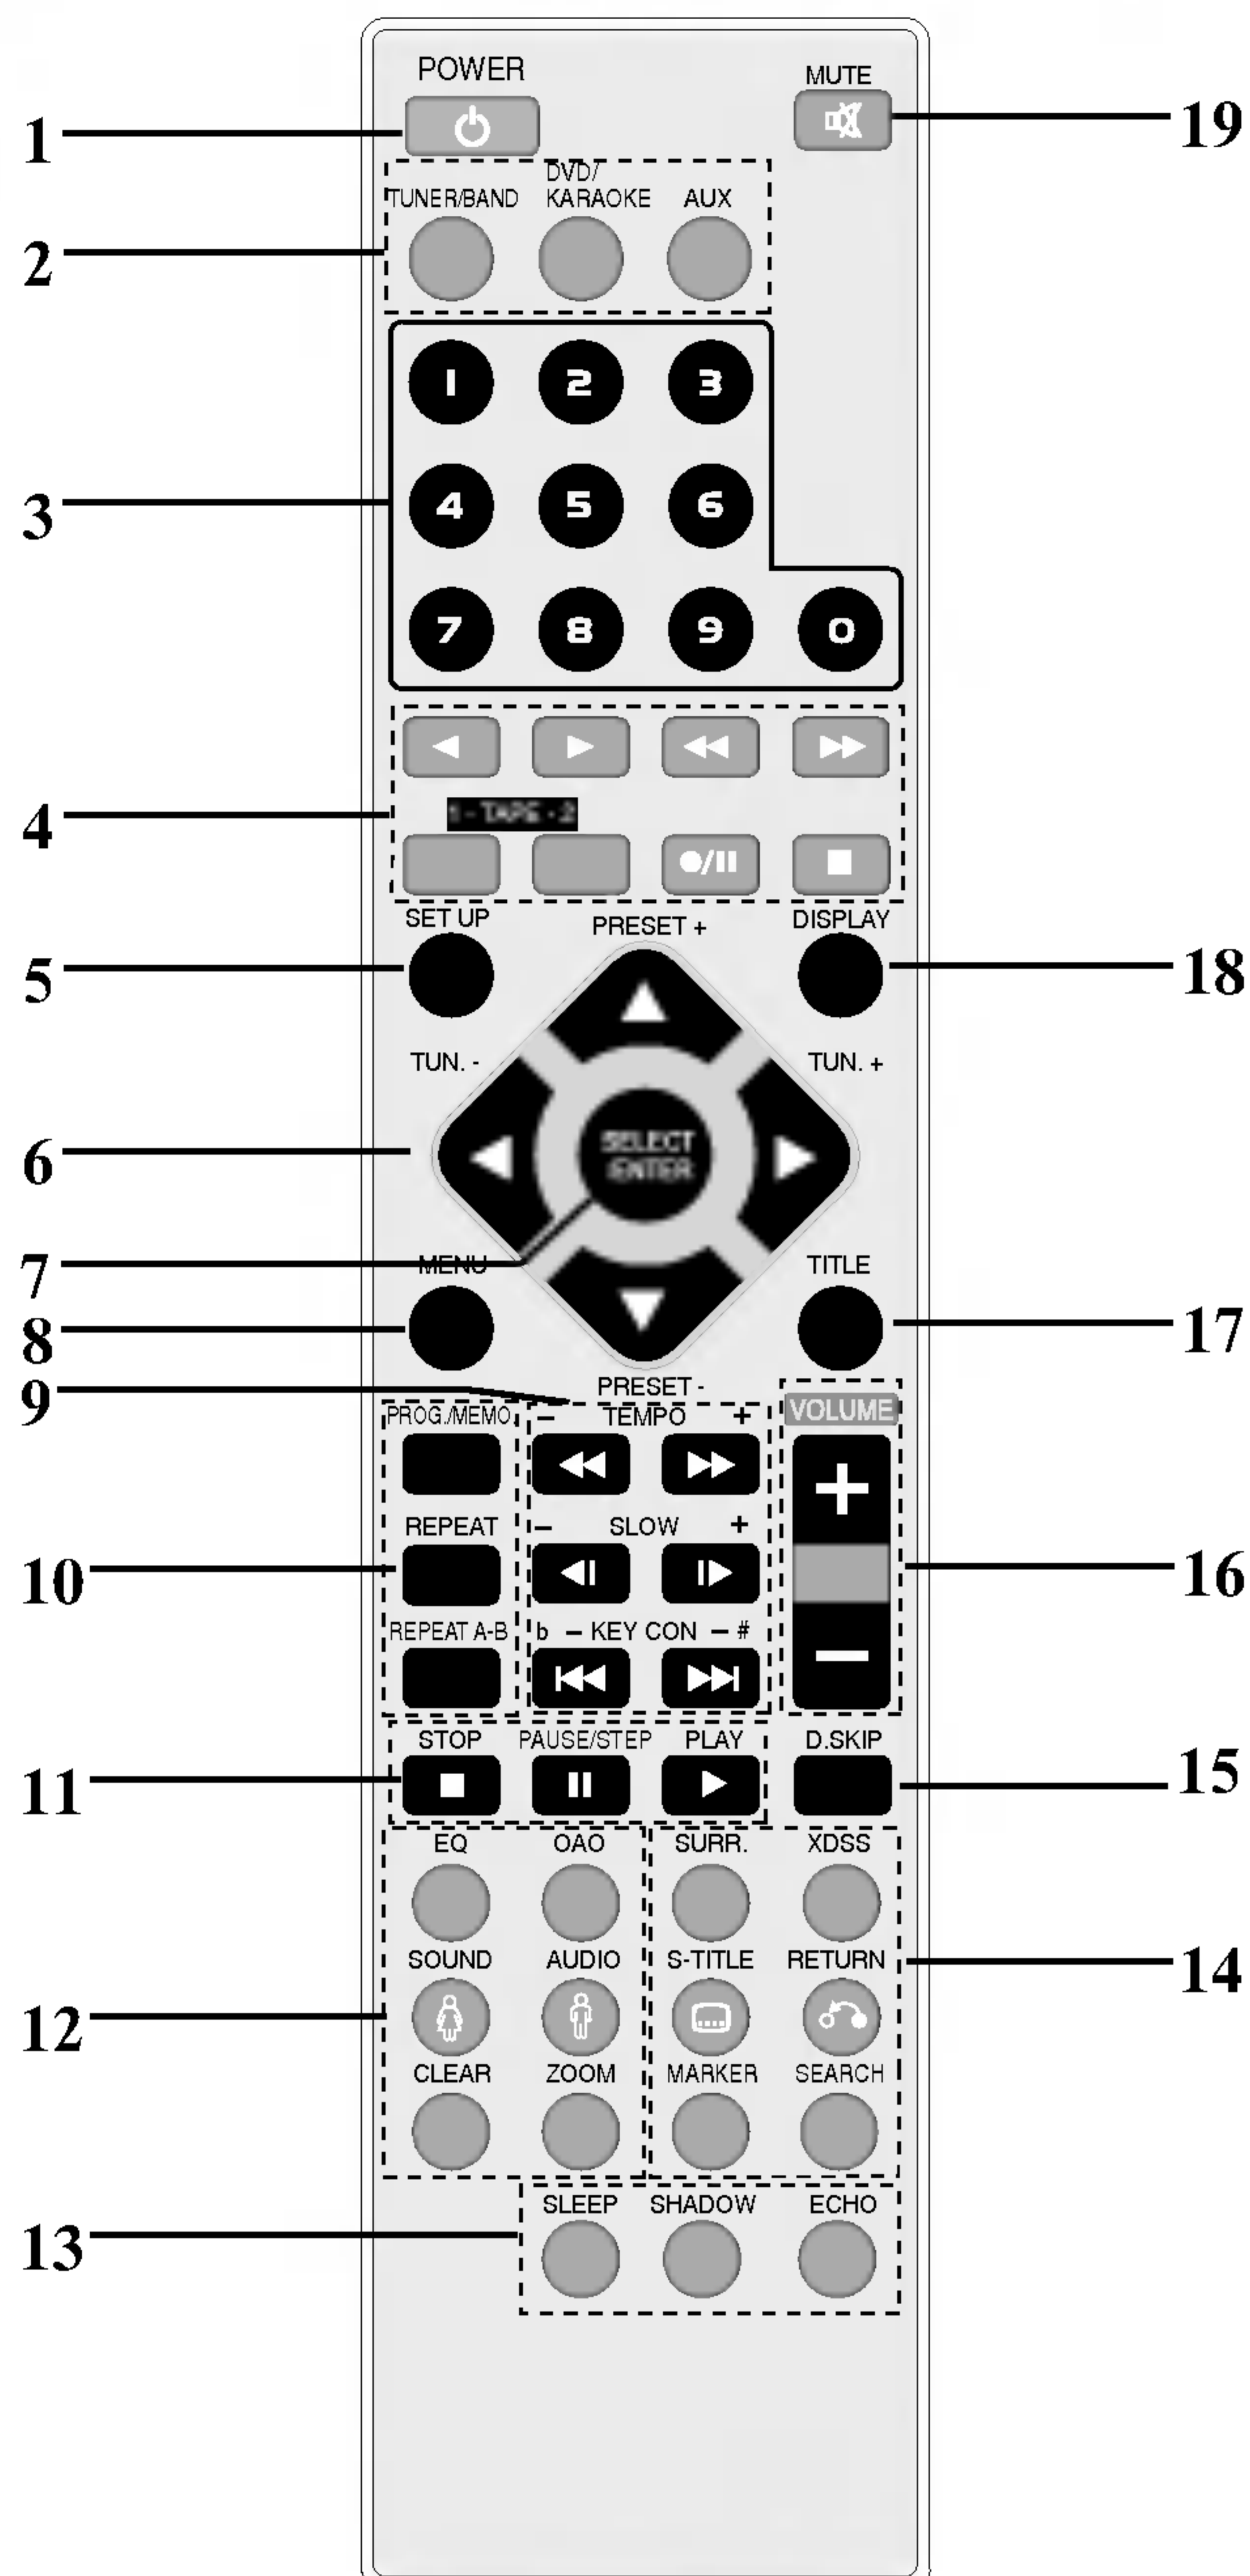 POWER
MUTE
1
19
TUNER/BAND
DVD/
KARAOKE
AUX
2
1 2 3
3
4 5 6
7 8 9 0
4
1 - TAPE - 2
●/II
SET UP
PRESET +
DISPLAY
5
18
TUN. -
TUN. +
6
SELECT
/ENTER
7
MENU
TITLE
8
17
9
PRESET -
PROG./MEMO.
– TEMPO +
VOLUME
+
REPEAT
– SLOW +
10
16
REPEAT A-B
b – KEY CON – #
–
STOP
PAUSE/STEP
PLAY
D.SKIP
11
15
EQ
OAO
SURR.
XDSS
SOUND
AUDIO
S-TITLE
RETURN
12
14
CLEAR
ZOOM
MARKER
SEARCH
SLEEP
SHADOW
ECHO
13